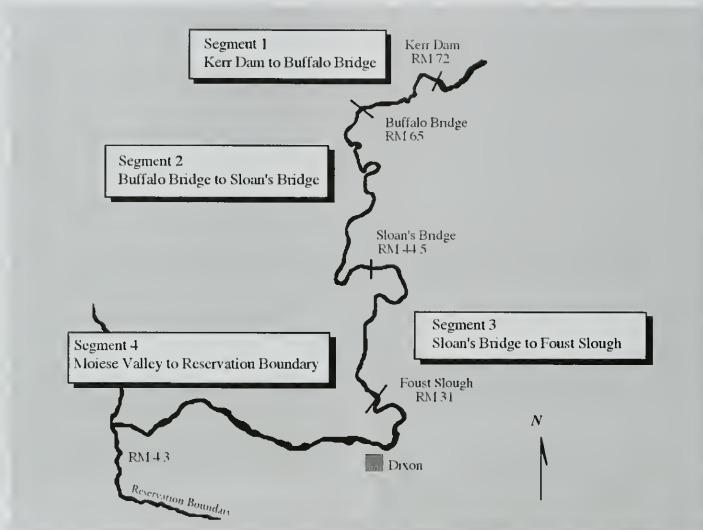 Segment 1
Kerr Dam to Buffalo Bridge
Kerr Dam
RM 72
Buffalo Bridge
RM 65
Segment 2
Buffalo Bridge to Sloan's Bridge
Sloan's Bridge
RM 44.5
Segment 3
Sloan's Bridge to Foust Slough
Segment 4
Moiese Valley to Reservation Boundary
Foust Slough
RM 31
N
RM 4.3
Dixon
Reservation Boundary